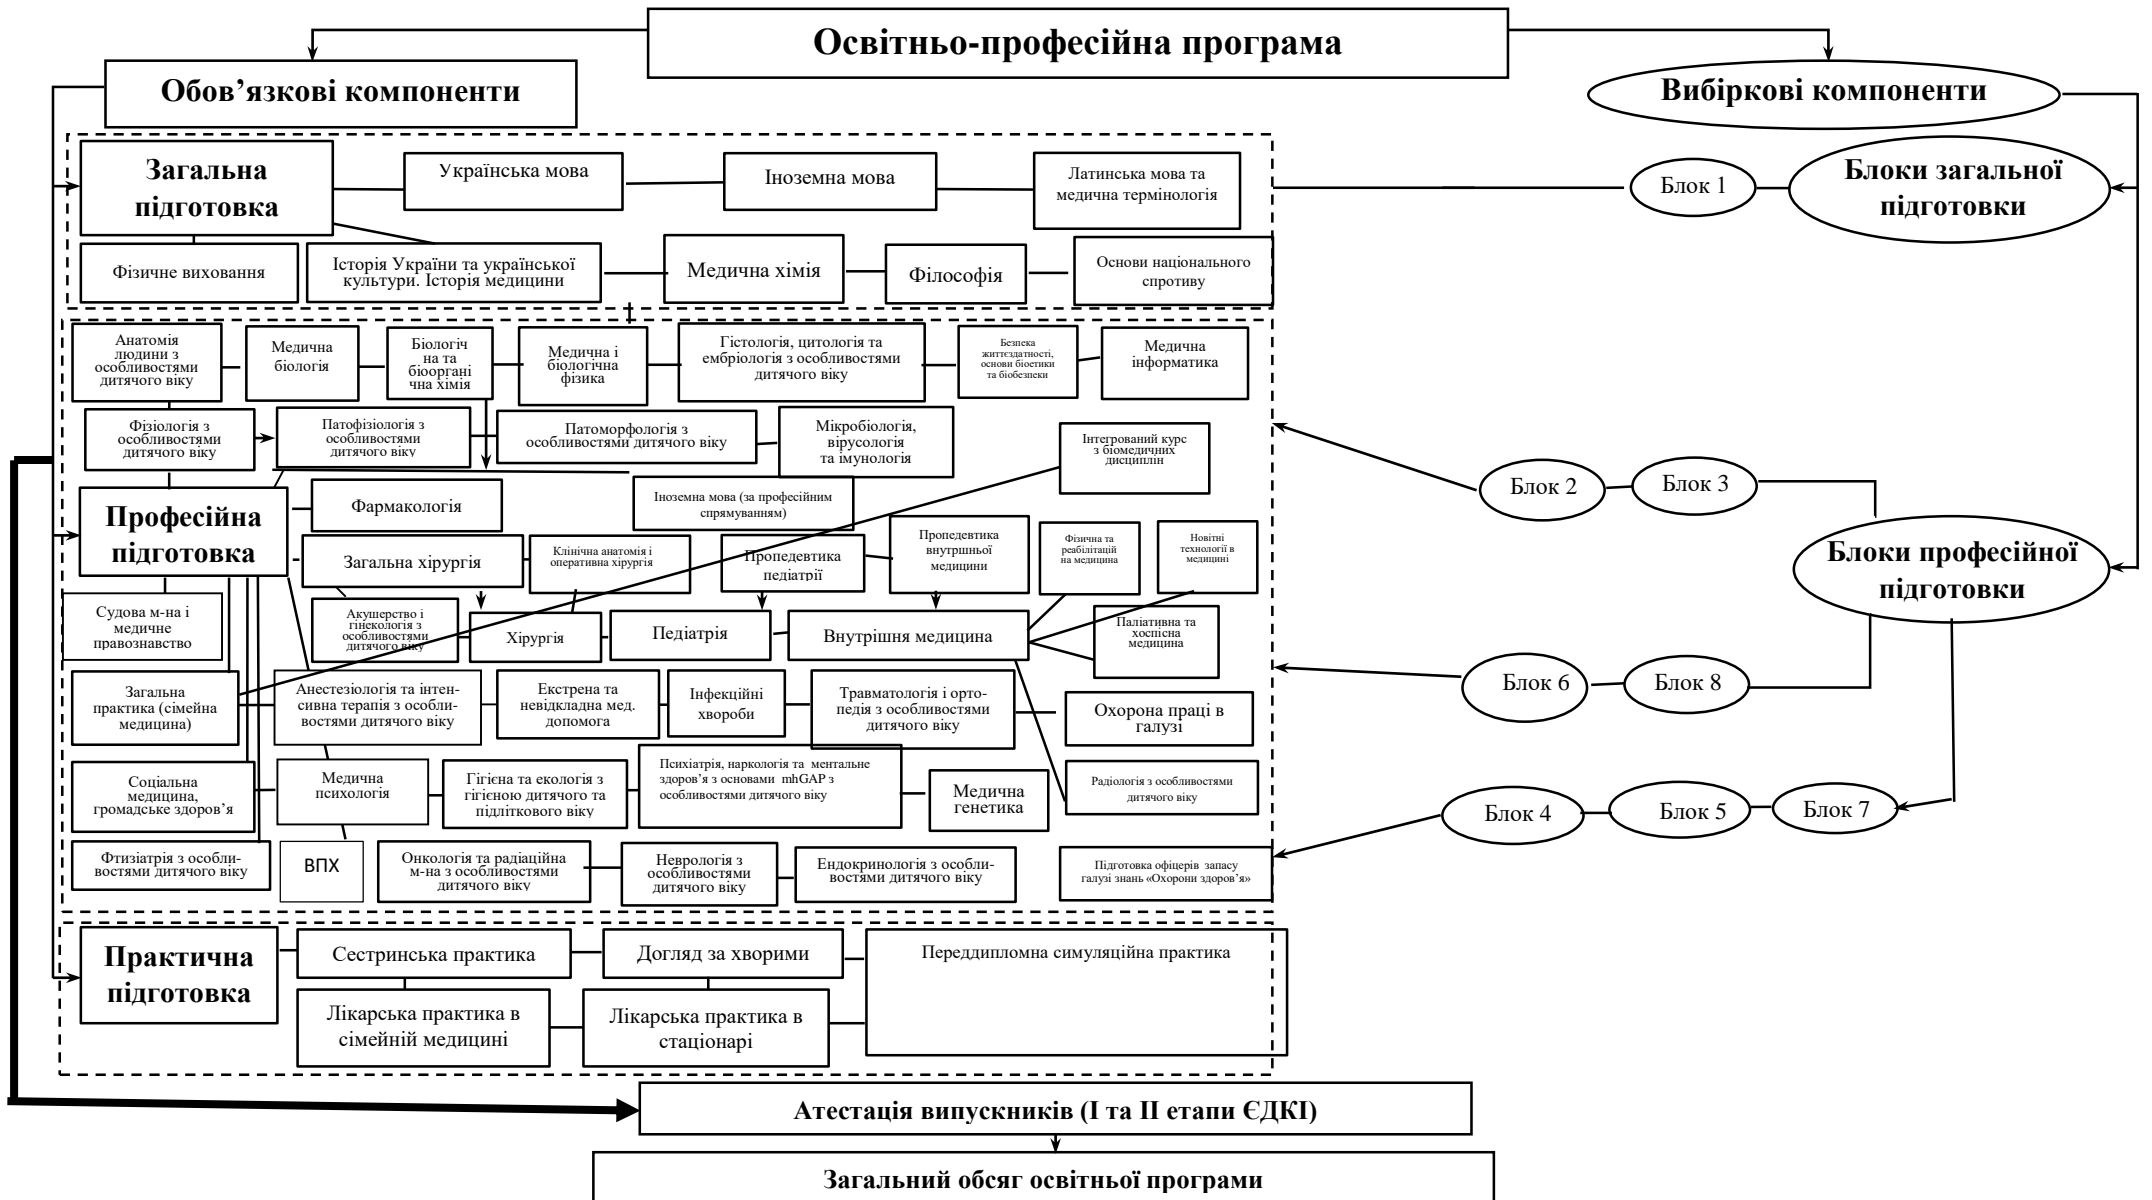 Освітньо-професійна програма
Обов’язкові компоненти
Вибіркові компоненти
Загальна
підготовка
Українська мова
Іноземна мова
Латинська мова та
медична термінологія
Блок 1
Блоки загальної
підготовки
Фізичне виховання
Історія України та української
культури. Історія медицини
Медична хімія
Філософія
Основи національного
спротиву
Анатомія
людини з
особливостями
дитячого віку
Медична
біологія
Біологіч
на та
біооргані
чна хімія
Медична і
біологічна
фізика
Гістологія, цитологія та
ембріологія з особливостями
дитячого віку
Безпека
життєздатності,
основи біоетики
та біобезпеки
Медична
інформатика
Фізіологія з
особливостями
дитячого віку
Патофізіологія з
особливостями
дитячого віку
Патоморфологія з
особливостями дитячого віку
Мікробіологія,
вірусологія
та імунологія
Інтегрований курс
з біомедичних
дисциплін
Блок 2
Блок 3
Професійна
підготовка
Фармакологія
Іноземна мова (за професійним
спрямуванням)
Загальна хірургія
Клінічна анатомія і
оперативна хірургія
Пропедевтика
педіатрії
Пропедевтика
внутрішньої
медицини
Фізична та
реабілітацій
на медицина
Новітні
технології в
медицині
Блоки професійної
підготовки
Судова м-на і
медичне
правознавство
Акушерство і
гінекологія з
особливостями
дитячого віку
Хірургія
Педіатрія
Внутрішня медицина
Паліативна та
хоспісна
медицина
Загальна
практика (сімейна
медицина)
Анестезіологія та інтен-
сивна терапія з особли-
востями дитячого віку
Екстрена та
невідкладна мед.
допомога
Інфекційні
хвороби
Травматологія і орто-
педія з особливостями
дитячого віку
Охорона праці в
галузі
Блок 6
Блок 8
Соціальна
медицина,
громадське здоров’я
Медична
психологія
Гігієна та екологія з
гігієною дитячого та
підліткового віку
Психіатрія, наркологія та ментальне
здоров’я з основами mhGAP з
особливостями дитячого віку
Медична
генетика
Радіологія з особливостями
дитячого віку
Блок 4
Блок 5
Блок 7
Фтизіатрія з особли-
востями дитячого віку
ВПХ
Онкологія та радіаційна
м-на з особливостями
дитячого віку
Неврологія з
особливостями
дитячого віку
Ендокринологія з особли-
востями дитячого віку
Підготовка офіцерів запасу
галузі знань «Охорони здоров’я»
Практична
підготовка
Сестринська практика
Догляд за хворими
Переддипломна симуляційна практика
Лікарська практика в
сімейній медицині
Лікарська практика в
стаціонарі
Атестація випускників (І та ІІ етапи ЄДКІ)
Загальний обсяг освітньої програми